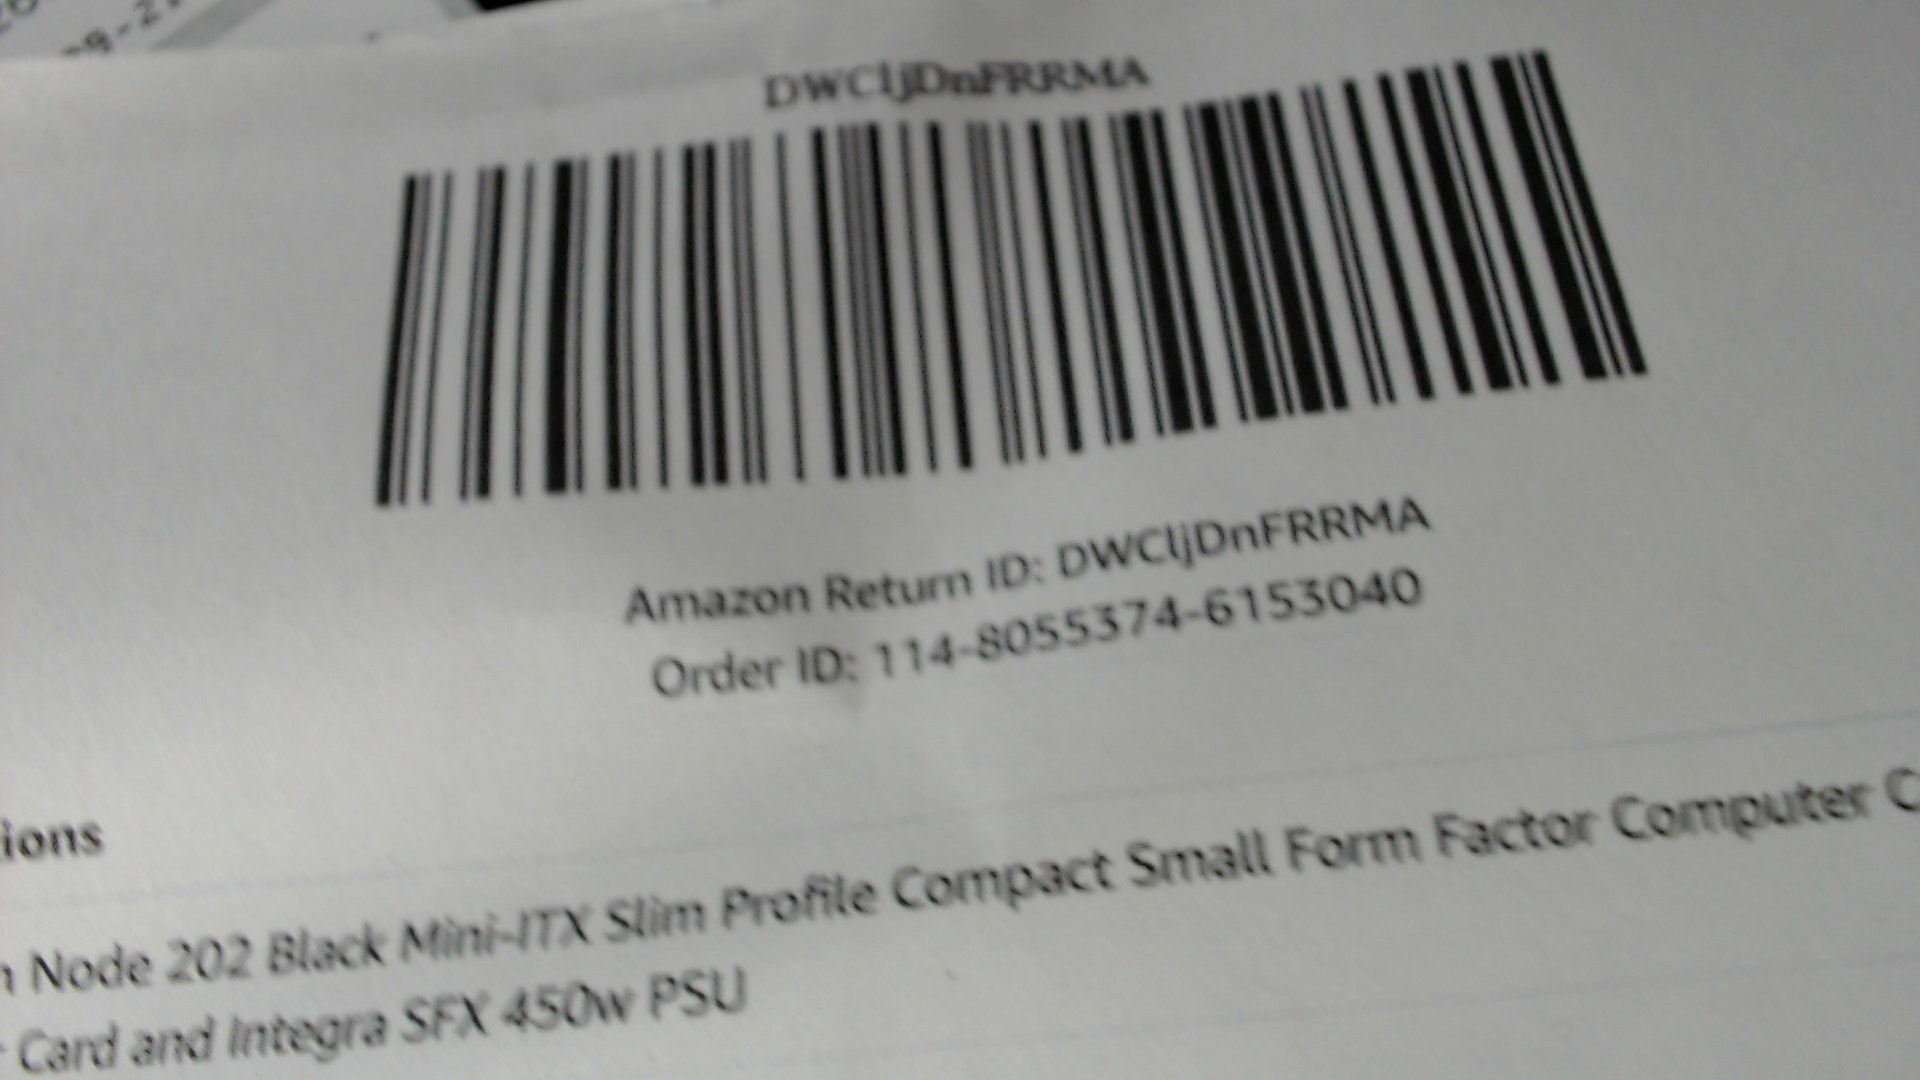 DWCljDnFRRMA
Amazon Return ID: DWCljDnFRRMA
Order ID: 114-8055374-6153040
ions
Node 202 Black Mini-ITX Slim Profile Compact Small Form Factor Computer C
Card and Integra SFX 450w PSU